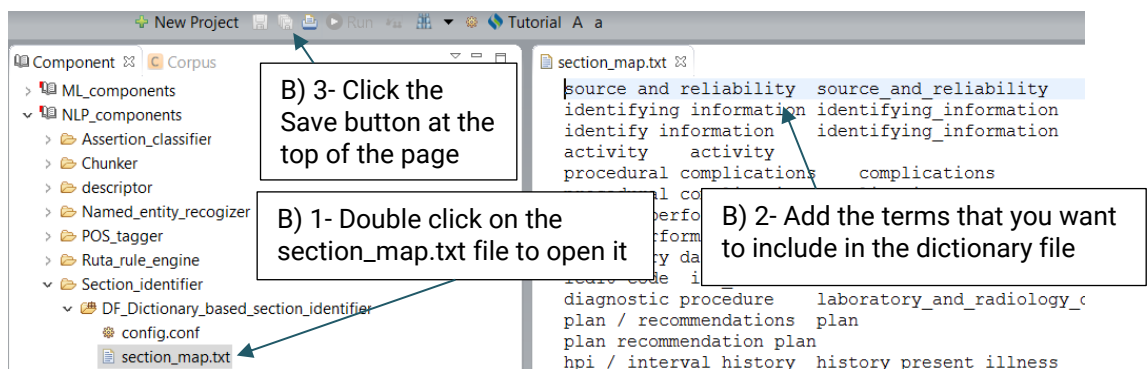 New Project Run Tutorial A a
Component Corpus
ML_components
NLP_components
Assertion_classifier
Chunker
descriptor
Named_entity_recogizer
POS_tagger
Ruta_rule_engine
Section_identifier
DF_Dictionary_based_section_identifier
config.conf
section_map.txt
B) 3- Click the
Save button at the
top of the page
B) 1- Double click on the
section_map.txt file to open it
section_map.txt
source and reliability source_and_reliability
identifying information identifying_information
identify information identifying_information
activity activity
procedural complications complications
B) 2- Add the terms that you want
to include in the dictionary file
diagnostic procedure laboratory_and_radiology_
plan / recommendations plan
plan recommendation plan
hpi / interval history history present illness